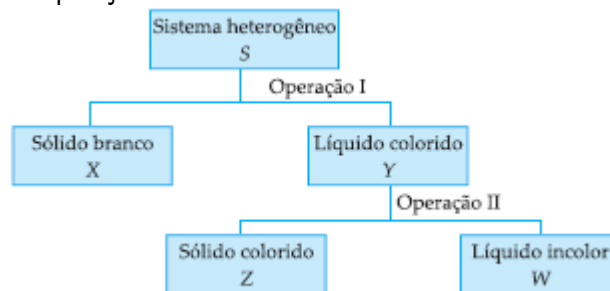 Sistema heterogêneo
S
Operação I
Sólido branco
X
Líquido colorido
Y
Operação II
Sólido colorido
Z
Líquido incolor
W